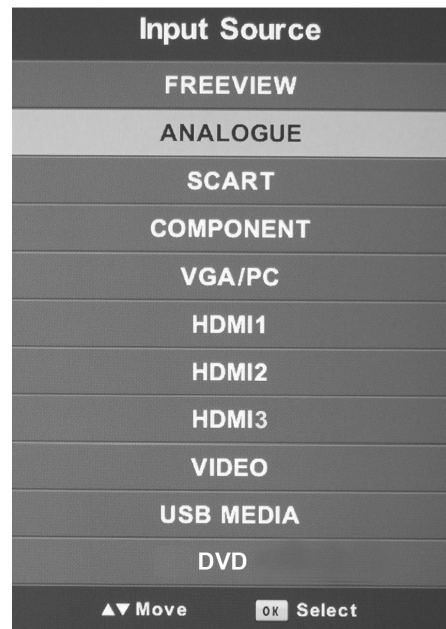 Input Source
FREEVIEW
ANALOGUE
SCART
COMPONENT
VGA/PC
HDMI1
HDMI2
HDMI3
VIDEO
USB MEDIA
DVD
▲▼ Move OK Select